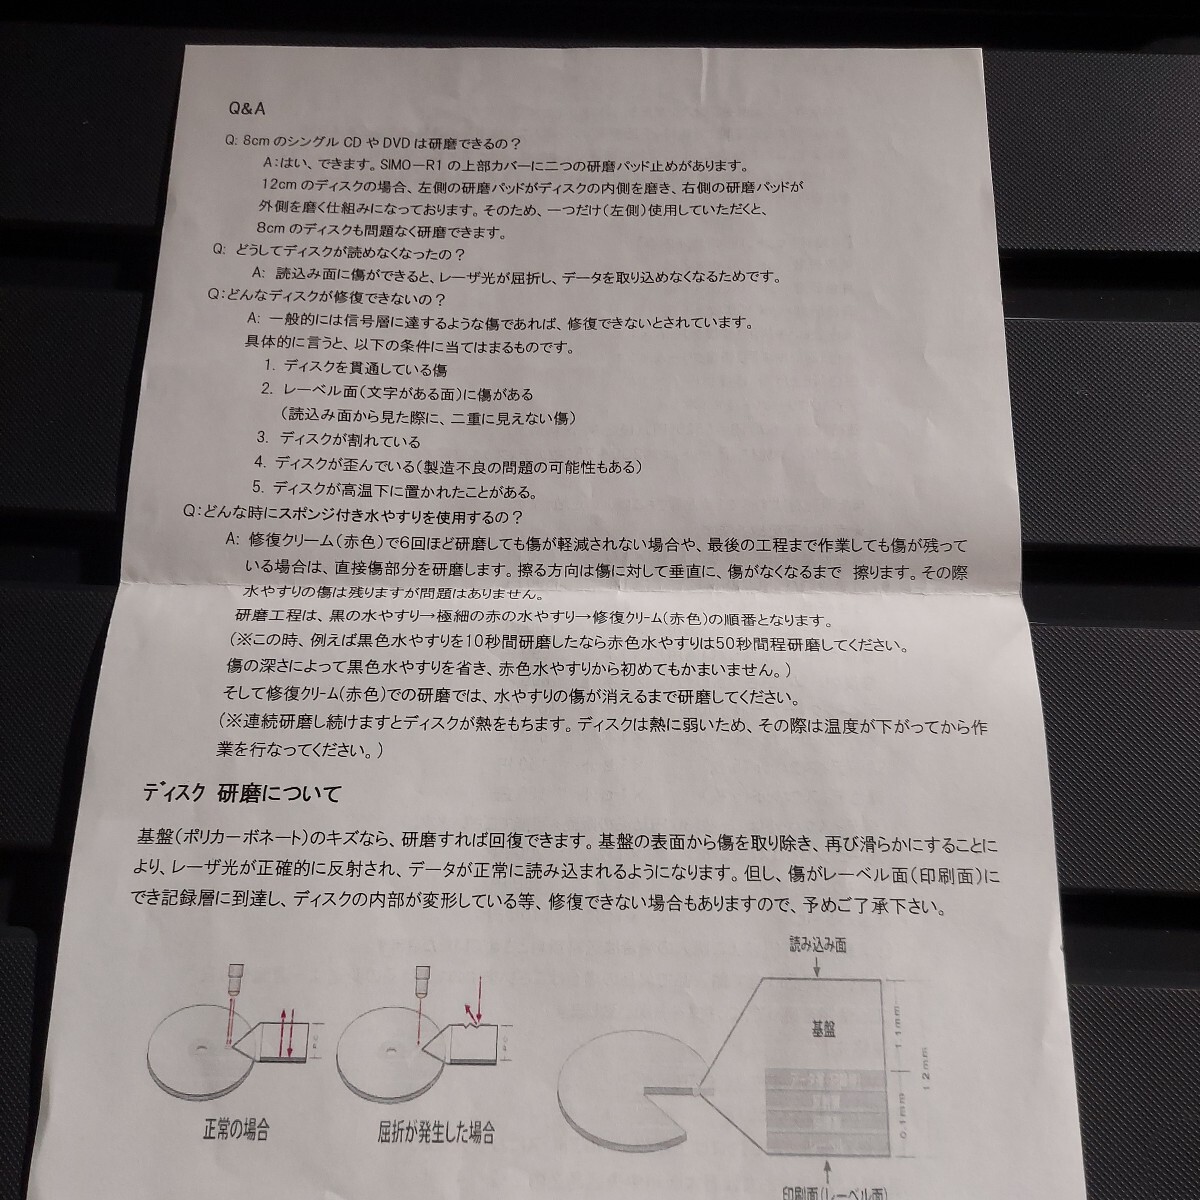 Q&A
Q: 8cmのシングル CD や DVD は研磨できるの？
A:はい、できます。SIMO－R1 の上部カバーに二つの研磨パッド止めがあります。
12cm のディスクの場合、左側の研磨パッドがディスクの内側を磨き、右側の研磨パッドが
外側を磨く仕組みになっております。そのため、一つだけ（左側）使用していただくと、
8cm のディスクも問題なく研磨できます。
Q: どうしてディスクが読めなくなったの？
A: 読込み面に傷ができると、レーザ光が屈折し、データを取り込めなくなるためです。
Q:どんなディスクが修復できないの？
A: 一般的には信号層に達するような傷であれば、修復できないとされています。
具体的に言うと、以下の条件に当てはまるものです。
1. ディスクを貫通している傷
2. レーベル面（文字がある面）に傷がある
（読込み面から見た際に、二重に見えない傷）
3. ディスクが割れている
4. ディスクが歪んでいる（製造不良の問題の可能性もある）
5. ディスクが高温下に置かれたことがある。
Q:どんな時にスポンジ付き水やすりを使用するの？
A: 修復クリーム（赤色）で6回ほど研磨しても傷が軽減されない場合や、最後の工程まで作業しても傷が残って
いる場合は、直接傷部分を研磨します。擦る方向は傷に対して垂直に、傷がなくなるまで 擦ります。その際
水やすりの傷は残りますが問題はありません。
研磨工程は、黒の水やすり→極細の赤の水やすり→修復クリーム（赤色）の順番となります。
（※この時、例えば黒色水やすりを10秒間研磨したなら赤色水やすりは50秒間程研磨してください。
傷の深さによって黒色水やすりを省き、赤色水やすりから初めてもかまいません。）
そして修復クリーム（赤色）での研磨では、水やすりの傷が消えるまで研磨してください。
（※連続研磨し続けますとディスクが熱をもちます。ディスクは熱に弱いため、その際は温度が下がってから作
業を行なってください。）
ディスク 研磨について
基盤（ポリカーボネート）のキズなら、研磨すれば回復できます。基盤の表面から傷を取り除き、再び滑らかにすることに
より、レーザ光が正確的に反射され、データが正常に読み込まれるようになります。但し、傷がレーベル面（印刷面）に
でき記録層に到達し、ディスクの内部が変形している等、修復できない場合もありますので、予めご了承下さい。
読み込み面
基盤
1.1mm
1.2mm
0.1mm
正常の場合
屈折が発生した場合
印刷面（レーベル面）